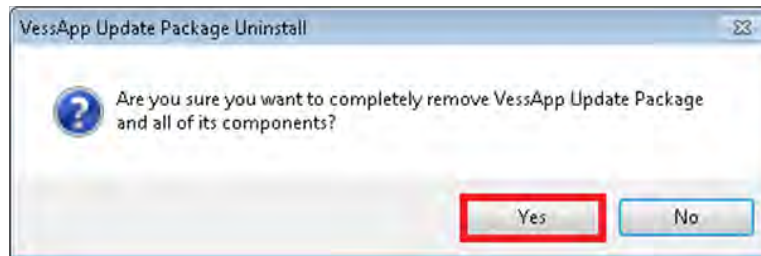 VessApp Update Package Uninstall
Are you sure you want to completely remove VessApp Update Package
and all of its components?
Yes No